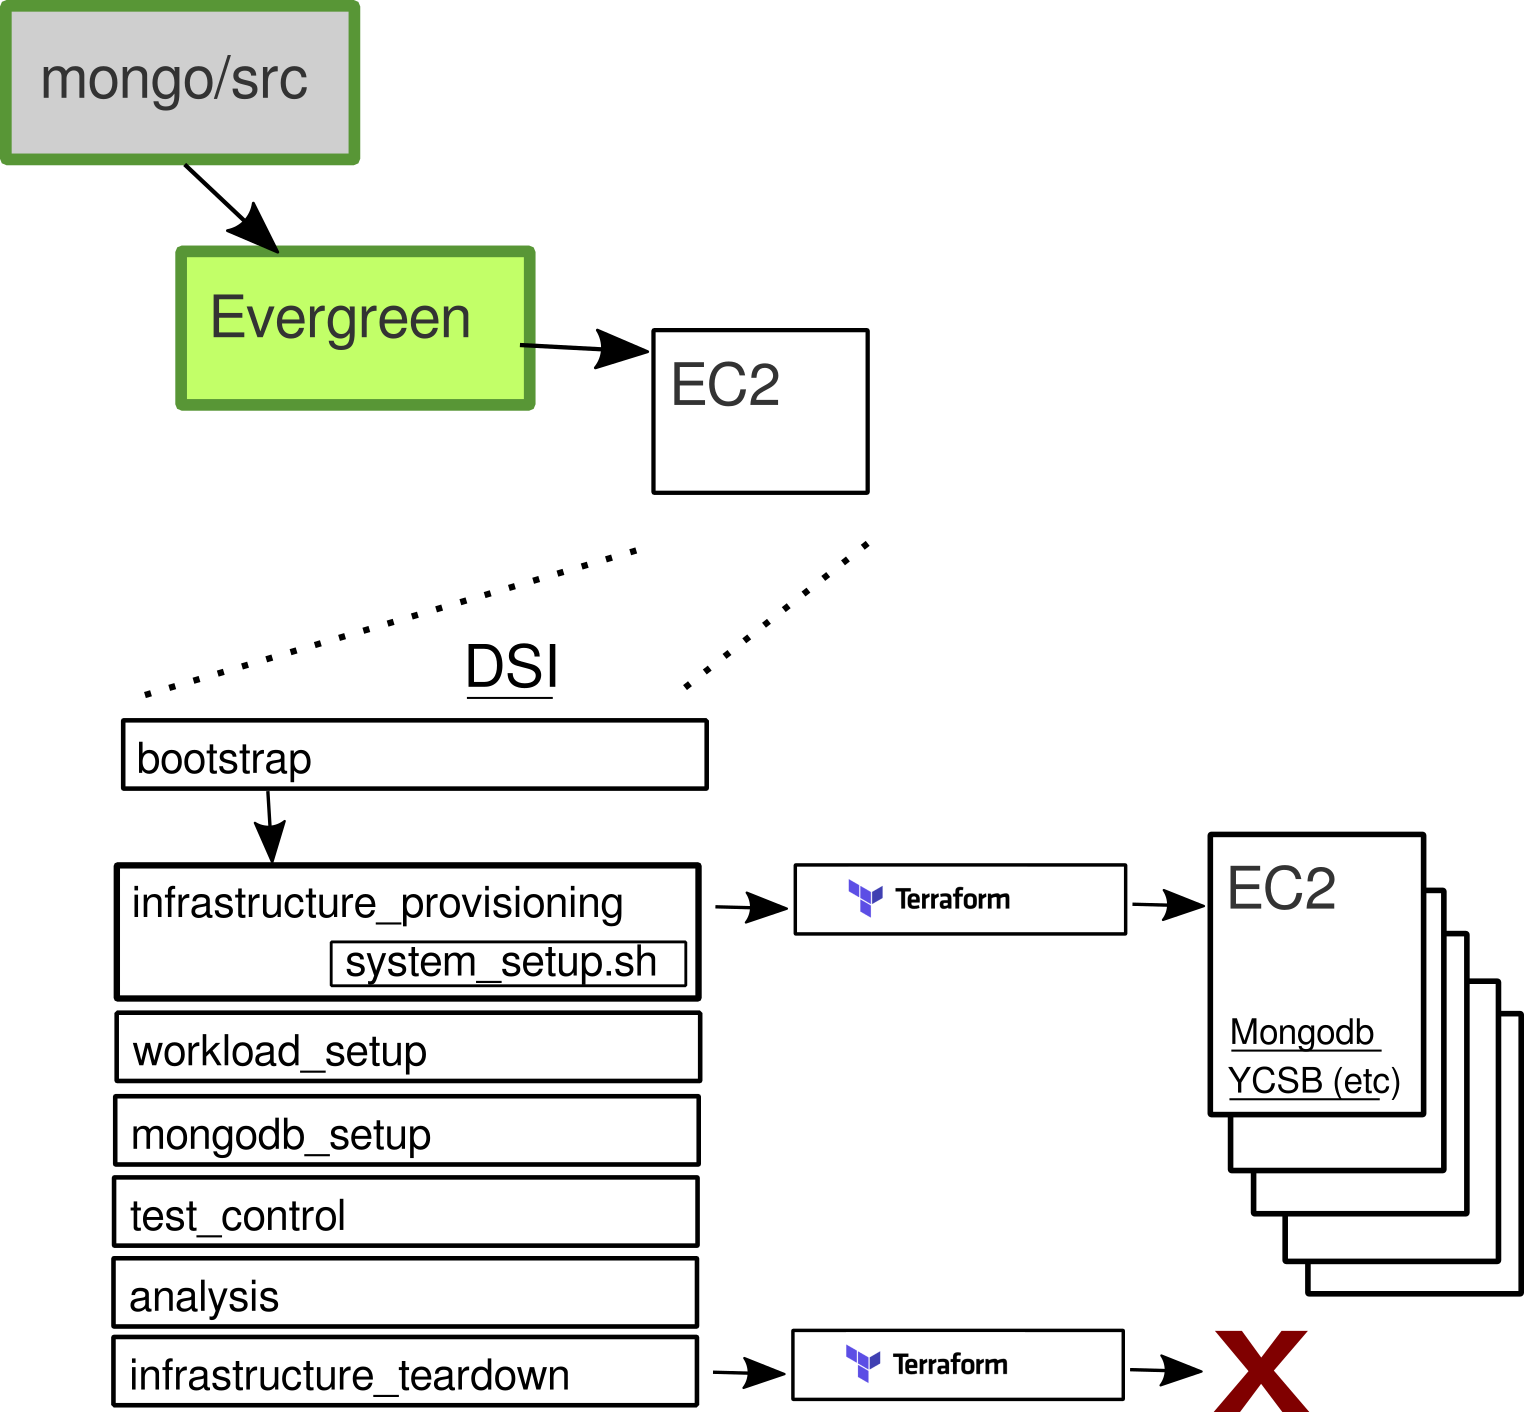 mongo/src
Evergreen
EC2
DSI
bootstrap
infrastructure_provisioning
system_setup.sh
Terraform
EC2
Mongodb
YCSB (etc)
workload_setup
mongodb_setup
test_control
analysis
infrastructure_teardown
Terraform
X